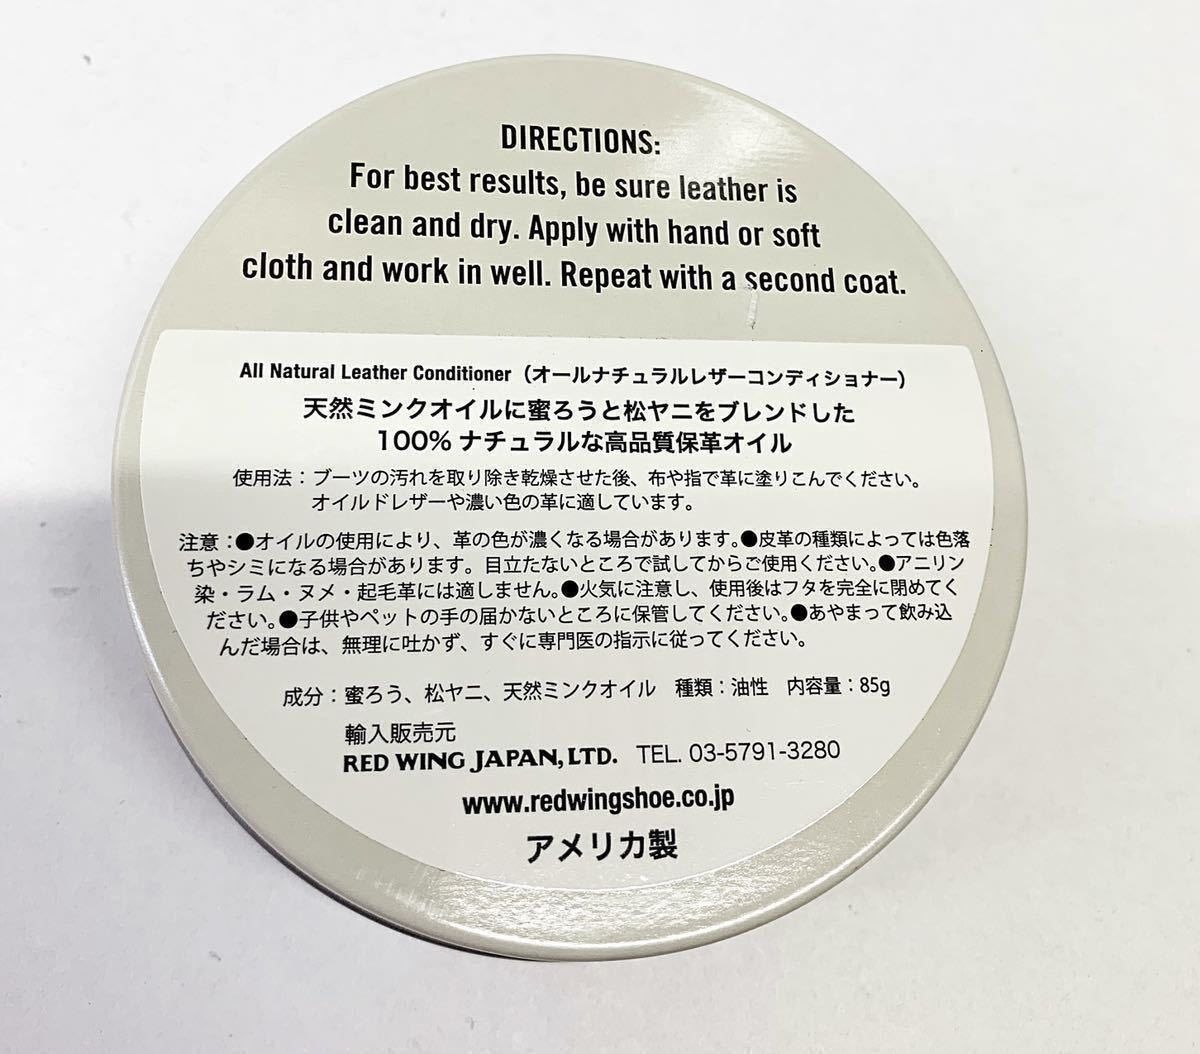 DIRECTIONS:
For best results, be sure leather is
clean and dry. Apply with hand or soft
cloth and work in well. Repeat with a second coat.
All Natural Leather Conditioner（オールナチュラルレザーコンディショナー）
天然ミンクオイルに蜜ろうと松ヤニをブレンドした
100% ナチュラルな高品質保革オイル
使用法：ブーツの汚れを取り除き乾燥させた後、布や指で革に塗りこんでください。
オイルドレザーや濃い色の革に適しています。
注意：●オイルの使用により、革の色が濃くなる場合があります。●皮革の種類によっては色落
ちやシミになる場合があります。目立たないところで試してからご使用ください。●アニリン
染・ラム・ヌメ・起毛革には適しません。●火気に注意し、使用後はフタを完全に閉めてく
ださい。●子供やペットの手の届かないところに保管してください。●あやまって飲み込
んだ場合は、無理に吐かず、すぐに専門医の指示に従ってください。
成分：蜜ろう、松ヤニ、天然ミンクオイル　種類：油性　内容量：85g
輸入販売元
RED WING JAPAN, LTD. TEL. 03-5791-3280
www.redwingshoe.co.jp
アメリカ製